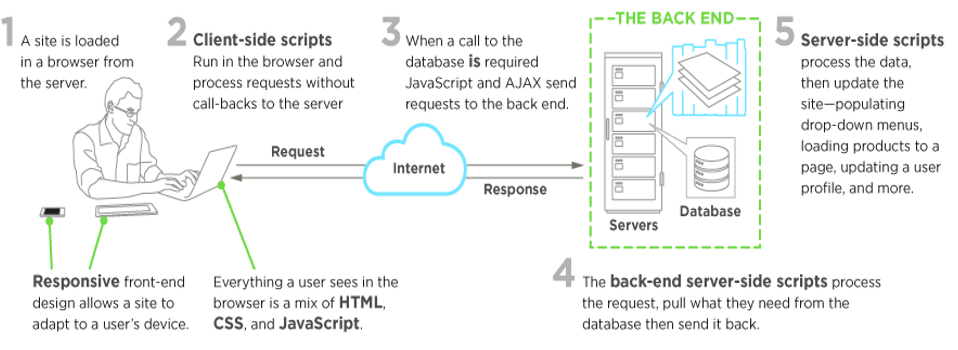 1 A site is loaded
in a browser from
the server.
2 Client-side scripts
Run in the browser and
process requests without
call-backs to the server
3 When a call to the
database is required
JavaScript and AJAX send
requests to the back end.
THE BACK END
5 Server-side scripts
process the data,
then update the
site—populating
drop-down menus,
loading products to a
page, updating a user
profile, and more.
Request
Internet
Response
Servers
Database
Responsive front-end
design allows a site to
adapt to a user's device.
Everything a user sees in the
browser is a mix of HTML,
CSS, and JavaScript.
4 The back-end server-side scripts process
the request, pull what they need from the
database then send it back.